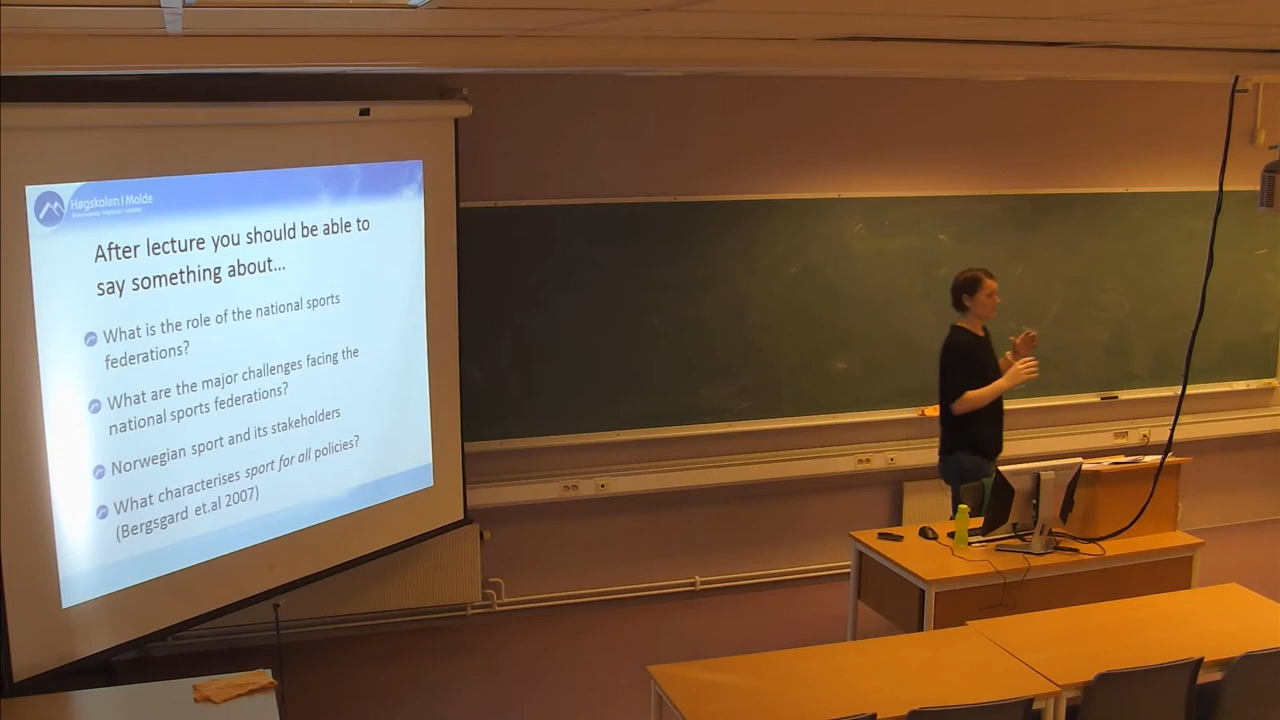 Høgskolen i Molde
After lecture you should be able to
say something about...
What is the role of the national sports
federations?
What are the major challenges facing the
national sports federations?
Norwegian sport and its stakeholders
What characterises sport for all policies?
(Bergsgard et.al 2007)